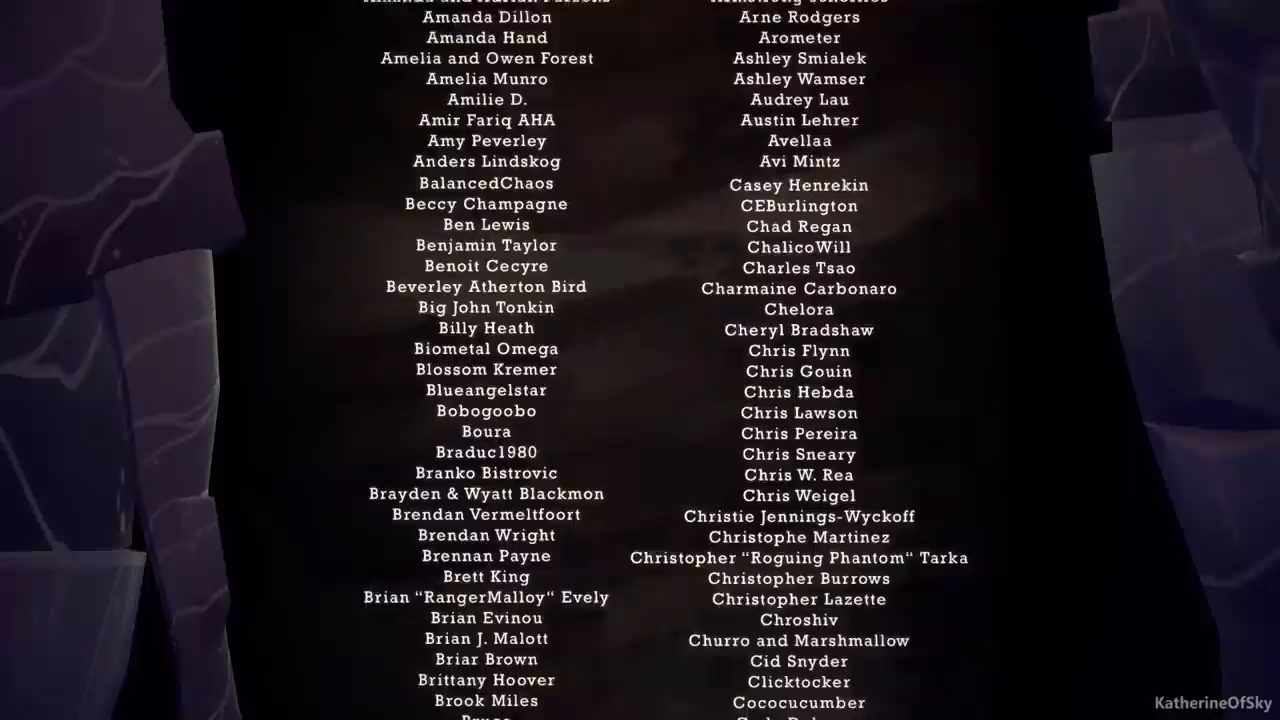 Amanda Dillon
Amanda Hand
Amelia and Owen Forest
Amelia Munro
Amilie D.
Amir Fariq AHA
Amy Peverley
Anders Lindskog
BalancedChaos
Beccy Champagne
Ben Lewis
Benjamin Taylor
Benoit Cecyre
Beverley Atherton Bird
Big John Tonkin
Billy Heath
Biometal Omega
Blossom Kremer
Blueangelstar
Bobogoobo
Boura
Braduc1980
Branko Bistrovic
Brayden & Wyatt Blackmon
Brendan Vermeltfoort
Brendan Wright
Brennan Payne
Brett King
Brian “RangerMalloy“ Evely
Brian Evinou
Brian J. Malott
Briar Brown
Brittany Hoover
Brook Miles
Arne Rodgers
Arometer
Ashley Smialek
Ashley Wamser
Audrey Lau
Austin Lehrer
Avellaa
Avi Mintz
Casey Henrekin
CEBurlington
Chad Regan
ChalicoWill
Charles Tsao
Charmaine Carbonaro
Chelora
Cheryl Bradshaw
Chris Flynn
Chris Gouin
Chris Hebda
Chris Lawson
Chris Pereira
Chris Sneary
Chris W. Rea
Chris Weigel
Christie Jennings-Wyckoff
Christophe Martinez
Christopher “Roguing Phantom“ Tarka
Christopher Burrows
Christopher Lazette
Chroshiv
Churro and Marshmallow
Cid Snyder
Clicktocker
Cococucumber
KatherineOfSky